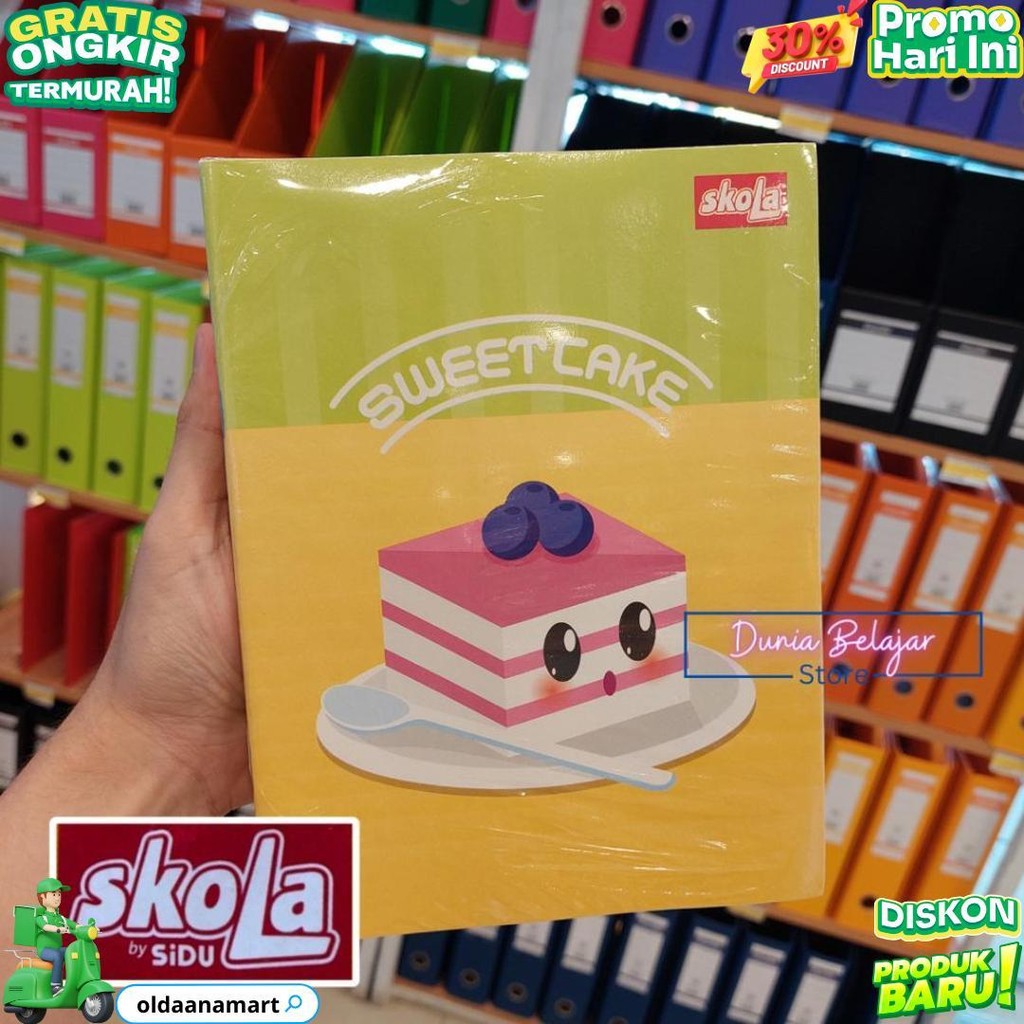 GRATIS
ONGKIR
TERMURAH!
30%
DISCOUNT
Promo
Hari Ini
skoLa
SWEET CAKE
Dunia Belajar
Store
skoLa
by SiDU
oldaanamart
DISKON
PRODUK
BARU!